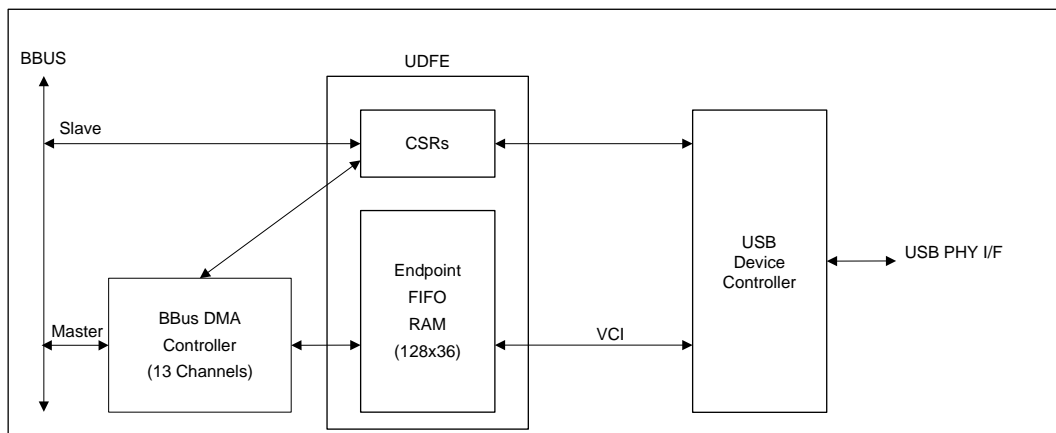 BBUS
UDFE
Slave
CSRs
USB
Device
Controller
USB PHY I/F
Endpoint
FIFO
RAM
(128x36)
Master
BBus DMA
Controller
(13 Channels)
VCI